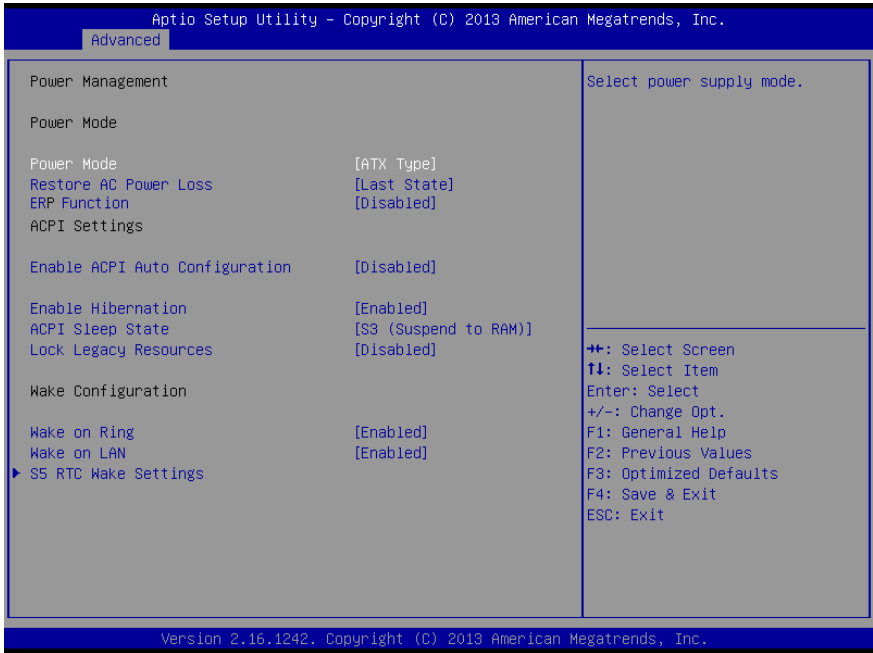 Aptio Setup Utility – Copyright (C) 2013 American Megatrends, Inc.
Advanced
Power Management
Power Mode
Power Mode [ATX Type]
Restore AC Power Loss [Last State]
ERP Function [Disabled]
ACPI Settings
Enable ACPI Auto Configuration [Disabled]
Enable Hibernation [Enabled]
ACPI Sleep State [S3 (Suspend to RAM)]
Lock Legacy Resources [Disabled]
Wake Configuration
Wake on Ring [Enabled]
Wake on LAN [Enabled]
S5 RTC Wake Settings
Select power supply mode.
→←: Select Screen
↑↓: Select Item
Enter: Select
+/-: Change Opt.
F1: General Help
F2: Previous Values
F3: Optimized Defaults
F4: Save & Exit
ESC: Exit
Version 2.16.1242. Copyright (C) 2013 American Megatrends, Inc.